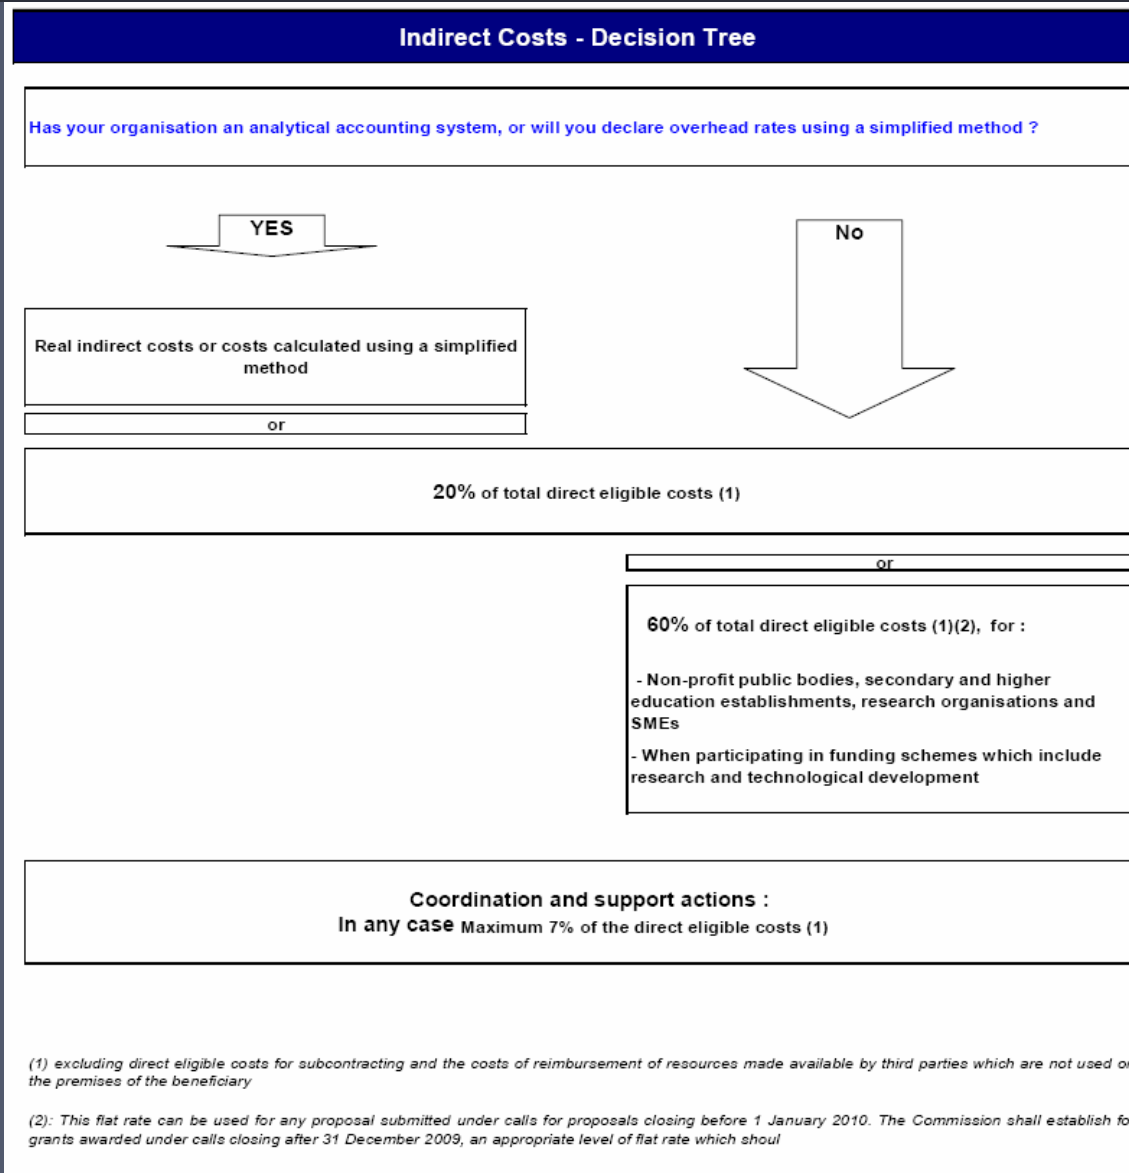 Indirect Costs - Decision Tree
Has your organisation an analytical accounting system, or will you declare overhead rates using a simplified method ?
YES
No
Real indirect costs or costs calculated using a simplified
method
or
20% of total direct eligible costs (1)
or
60% of total direct eligible costs (1)(2), for :
- Non-profit public bodies, secondary and higher
education establishments, research organisations and
SMEs
- When participating in funding schemes which include
research and technological development
Coordination and support actions :
In any case Maximum 7% of the direct eligible costs (1)
(1) excluding direct eligible costs for subcontracting and the costs of reimbursement of resources made available by third parties which are not used
the premises of the beneficiary
(2): This flat rate can be used for any proposal submitted under calls for proposals closing before 1 January 2010. The Commission shall establish
grants awarded under calls closing after 31 December 2009, an appropriate level of flat rate which shoul